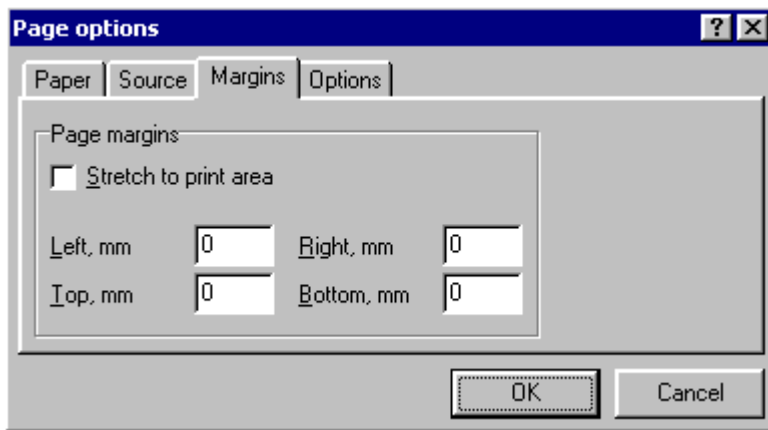 Page options
Paper Source Margins Options
Page margins
Stretch to print area
Left, mm 0 Right, mm 0
Top, mm 0 Bottom, mm 0
OK Cancel